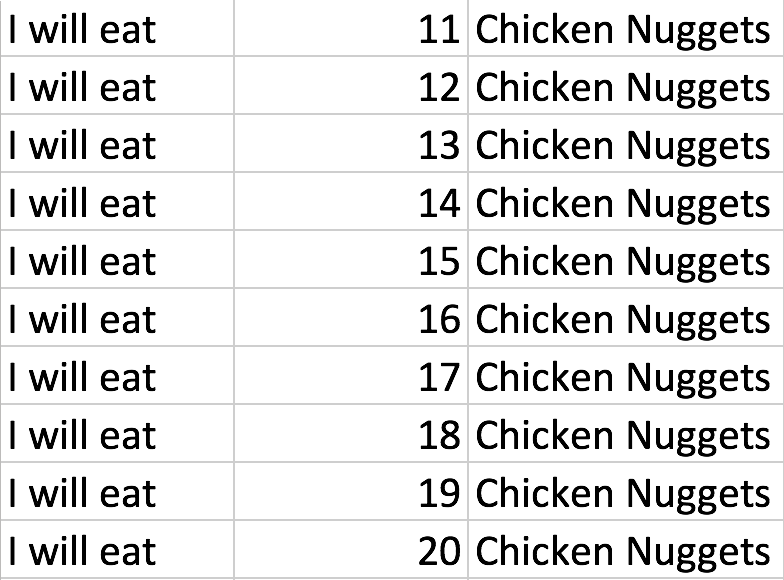 I will eat 11 Chicken Nuggets
I will eat 12 Chicken Nuggets
I will eat 13 Chicken Nuggets
I will eat 14 Chicken Nuggets
I will eat 15 Chicken Nuggets
I will eat 16 Chicken Nuggets
I will eat 17 Chicken Nuggets
I will eat 18 Chicken Nuggets
I will eat 19 Chicken Nuggets
I will eat 20 Chicken Nuggets